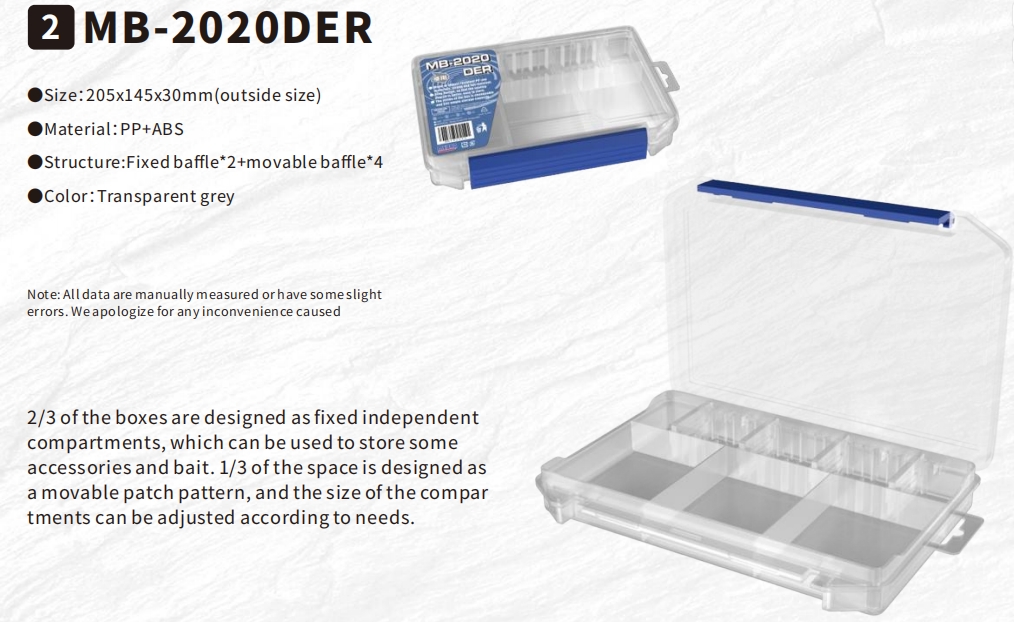 2 MB-2020DER
●Size：205x145x30mm(outside size)
●Material：PP+ABS
●Structure:Fixed baffle*2+movable baffle*4
●Color：Transparent grey
MB-2020
DER
Note: All data are manually measured or have some slight
errors. We apologize for any inconvenience caused
2/3 of the boxes are designed as fixed independent
compartments, which can be used to store some
accessories and bait. 1/3 of the space is designed as
a movable patch pattern, and the size of the compar
tments can be adjusted according to needs.